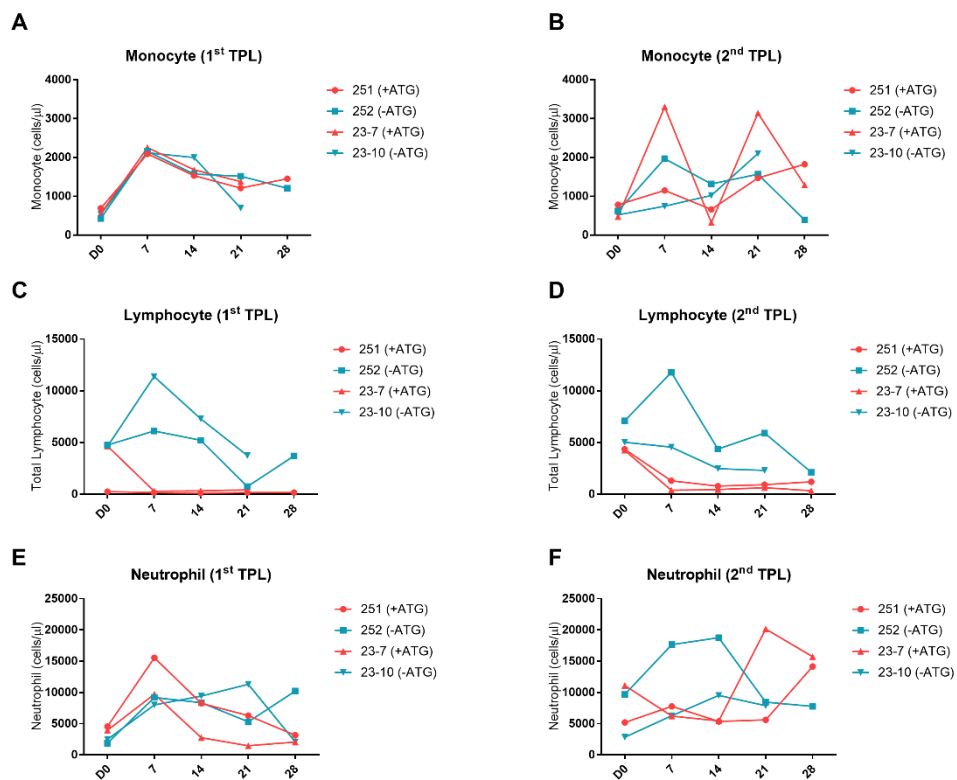 A
Monocyte (1st TPL)
Monocyte (cells/µl)
4000
3000
2000
1000
0
D0
7
14
21
28
251 (+ATG)
252 (-ATG)
23-7 (+ATG)
23-10 (-ATG)
B
Monocyte (2nd TPL)
Monocyte (cells/µl)
4000
3000
2000
1000
0
D0
7
14
21
28
251 (+ATG)
252 (-ATG)
23-7 (+ATG)
23-10 (-ATG)
C
Lymphocyte (1st TPL)
Total Lymphocyte (cells/µl)
15000
10000
5000
0
D0
7
14
21
28
251 (+ATG)
252 (-ATG)
23-7 (+ATG)
23-10 (-ATG)
D
Lymphocyte (2nd TPL)
Total Lymphocyte (cells/µl)
15000
10000
5000
0
D0
7
14
21
28
251 (+ATG)
252 (-ATG)
23-7 (+ATG)
23-10 (-ATG)
E
Neutrophil (1st TPL)
Neutrophil (cells/µl)
25000
20000
15000
10000
5000
0
D0
7
14
21
28
251 (+ATG)
252 (-ATG)
23-7 (+ATG)
23-10 (-ATG)
F
Neutrophil (2nd TPL)
Neutrophil (cells/µl)
25000
20000
15000
10000
5000
0
D0
7
14
21
28
251 (+ATG)
252 (-ATG)
23-7 (+ATG)
23-10 (-ATG)